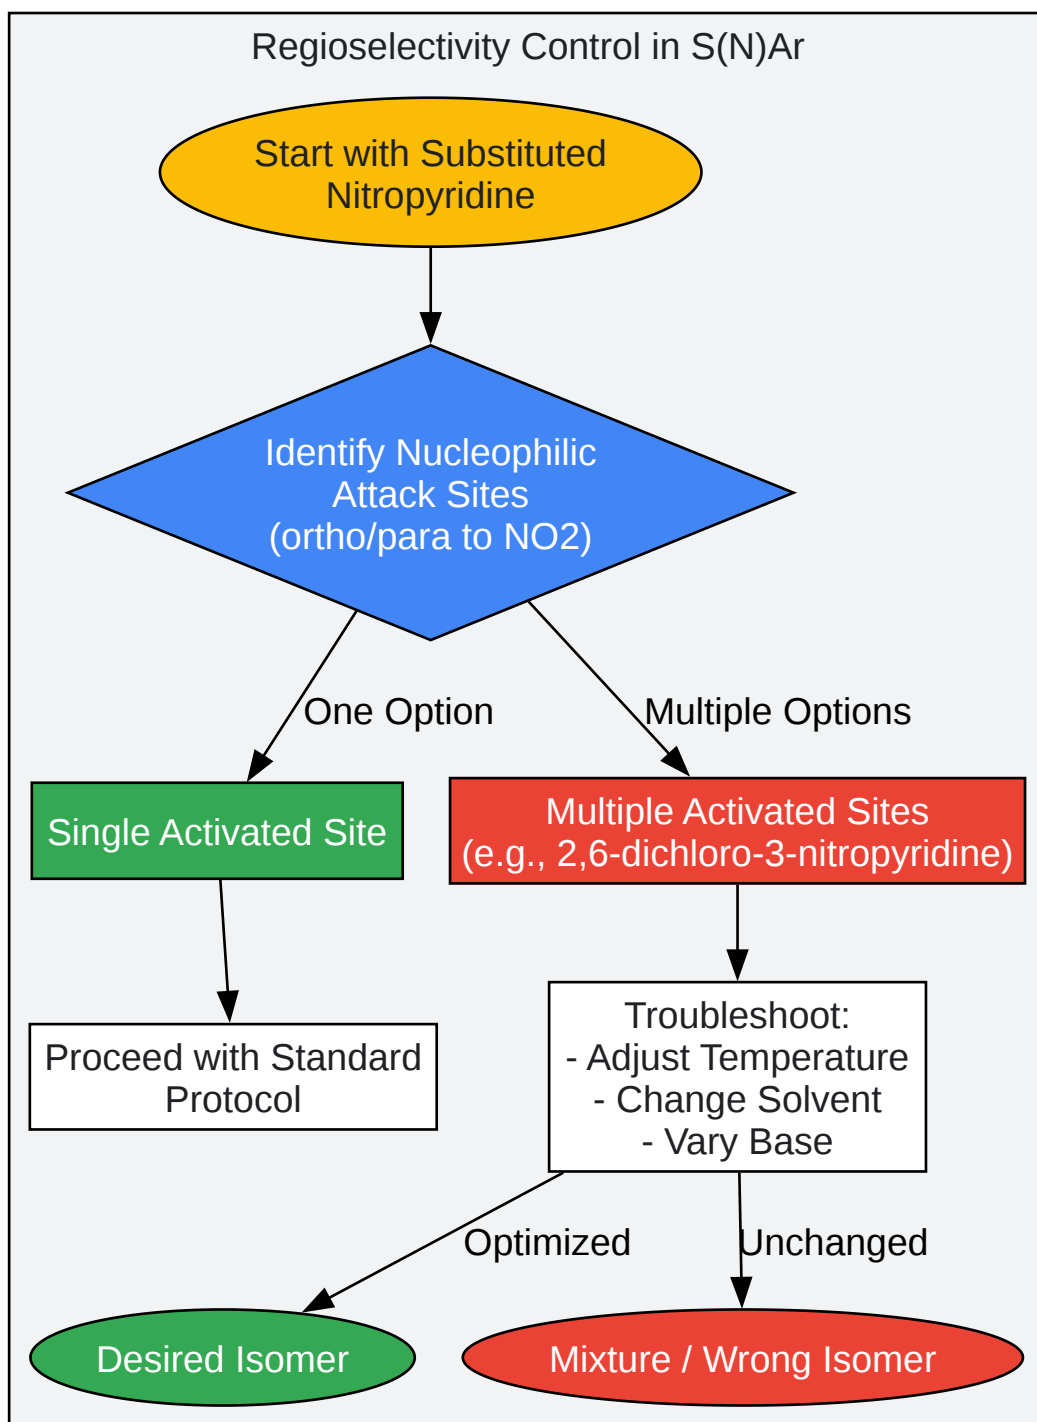 Regioselectivity Control in S(N)Ar
Start with Substituted
Nitropyridine
Identify Nucleophilic
Attack Sites
(ortho/para to NO2)
One Option
Multiple Options
Single Activated Site
Multiple Activated Sites
(e.g., 2,6-dichloro-3-nitropyridine)
Proceed with Standard
Protocol
Troubleshoot:
- Adjust Temperature
- Change Solvent
- Vary Base
Optimized
Unchanged
Desired Isomer
Mixture / Wrong Isomer